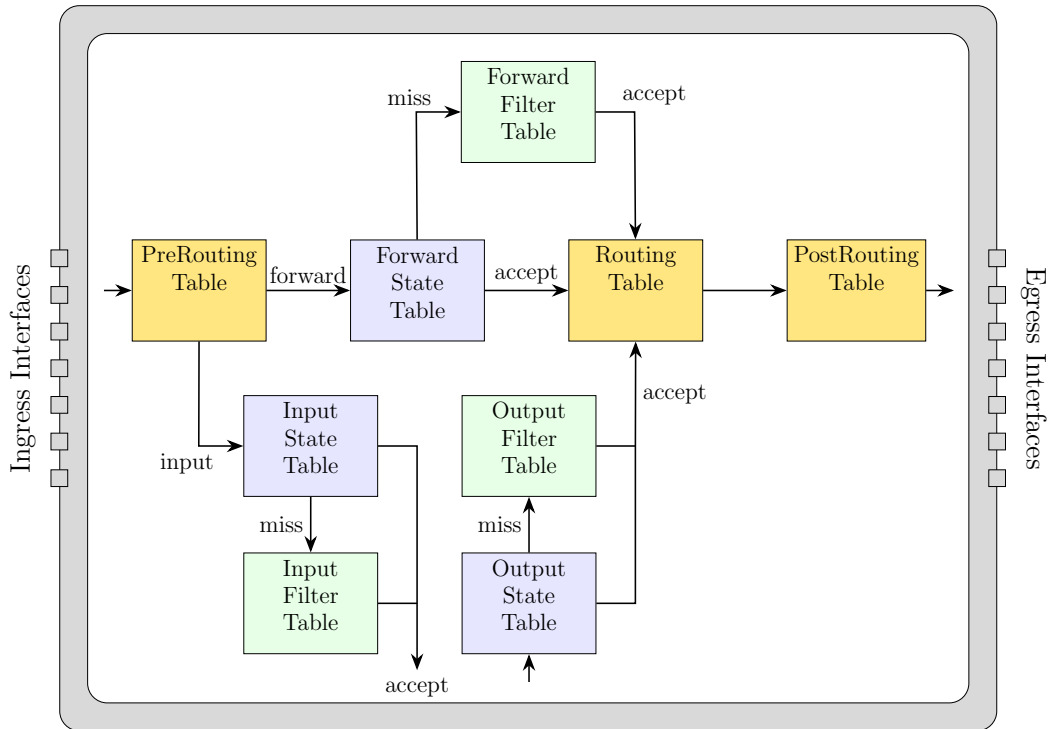 Forward
Filter
Table
miss
accept
PreRouting
Table
forward
Forward
State
Table
accept
Routing
Table
PostRouting
Table
Ingress Interfaces
Egress Interfaces
input
Input
State
Table
Output
Filter
Table
accept
miss
miss
Input
Filter
Table
Output
State
Table
accept